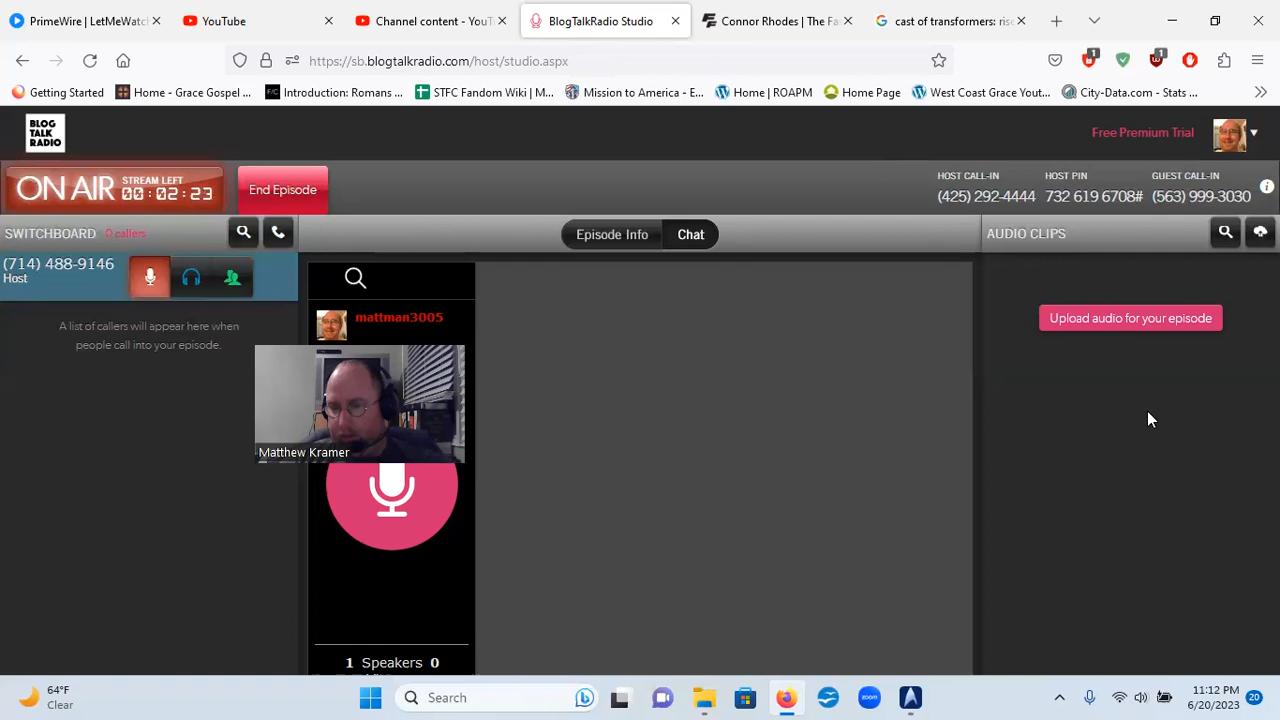 PrimeWire | LetMeWatch
YouTube
Channel content - YouT
BlogTalkRadio Studio
Connor Rhodes | The Fa
cast of transformers: rise
https://sb.blogtalkradio.com/host/studio.aspx
1
1
Getting Started
Home - Grace Gospel ...
Introduction: Romans ...
STFC Fandom Wiki | M...
Mission to America - E...
Home | ROAPM
Home Page
West Coast Grace Yout...
City-Data.com - Stats ...
BLOG
TALK
RADIO
Free Premium Trial
ON AIR
STREAM LEFT
00:02:23
End Episode
HOST CALL-IN
(425) 292-4444
HOST PIN
732 619 6708#
GUEST CALL-IN
(563) 999-3030
SWITCHBOARD 0 callers
Episode Info
Chat
AUDIO CLIPS
(714) 488-9146
Host
A list of callers will appear here when
people call into your episode.
mattman3005
Upload audio for your episode
Matthew Kramer
1 Speakers 0
64°F
Clear
Search
11:12 PM
6/20/2023
20